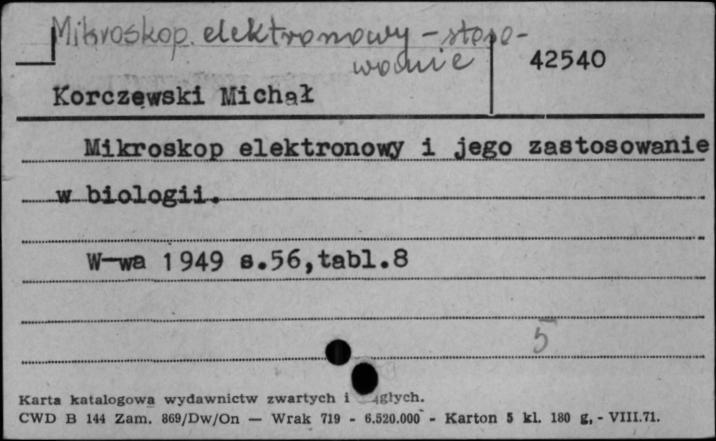 Mikroskop elektronowy – stoso-
wanie
42540
Korczewski Michał
Mikroskop elektronowy i jego zastosowanie
w biologii.
W-wa 1949 s.56,tabl.8
5
Karta katalogowa wydawnictw zwartych i
CWD B 144 Zam. 869/Dw/On — Wrak 719 - 6.520.000 - Karton 5 kl. 180 g, - VIII.71.